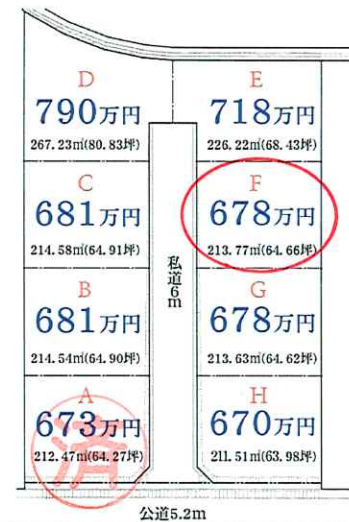 D
790万円
267.23㎡(80.83坪)
E
718万円
226.22㎡(68.43坪)
C
681万円
214.58㎡(64.91坪)
F
678万円
213.77㎡(64.66坪)
私道6m
B
681万円
214.54㎡(64.90坪)
G
678万円
213.63㎡(64.62坪)
A
673万円
212.47㎡(64.27坪)
済
H
670万円
211.51㎡(63.98坪)
公道5.2m